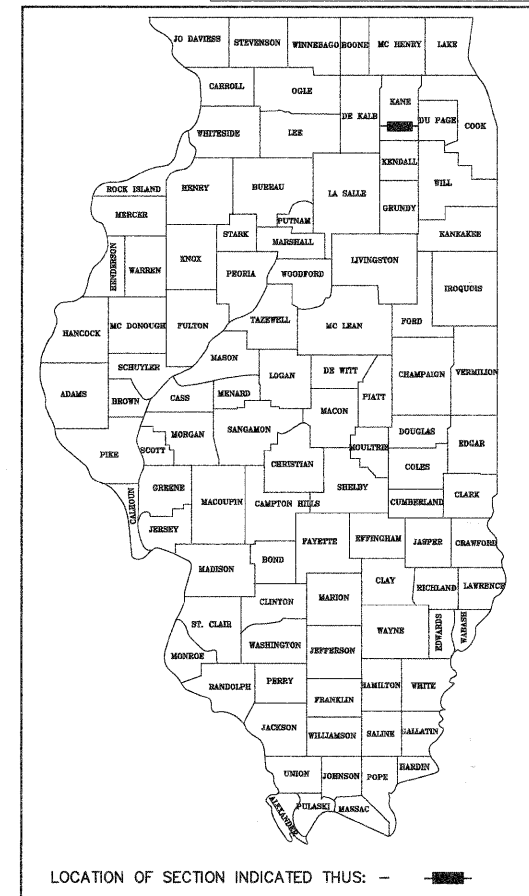 JO DAVIESS STEVENSON WINNEBAGO BOONE MC HENRY LAKE
CARROLL OGLE DE KALB KANE DU PAGE COOK
WHITESIDE LEE
KENDALL WILL
ROCK ISLAND HENRY BUREAU LA SALLE GRUNDY
MERCER PUTNAM KANKAKEE
HENDERSON WARREN KNOX STARK MARSHALL LIVINGSTON
PEORIA WOODFORD IROQUOIS
HANCOCK MC DONOUGH FULTON TAZEWELL MC LEAN FORD
SCHUYLER MASON
ADAMS BROWN CASS MENARD LOGAN DE WITT PIATT CHAMPAIGN VERMILION
MACON
PIKE SCOTT MORGAN SANGAMON MOULTRIE DOUGLAS EDGAR
CHRISTIAN COLES
CALHOUN GREENE MACOUPIN SHELBY
CAMPTON HILLS CUMBERLAND CLARK
JERSEY
FAYETTE EFFINGHAM JASPER CRAWFORD
MADISON BOND
CLAY RICHLAND LAWRENCE
CLINTON MARION
ST. CLAIR WAYNE EDWARDS WABASH
WASHINGTON JEFFERSON
MONROE
RANDOLPH PERRY HAMILTON WHITE
FRANKLIN
JACKSON WILLIAMSON SALINE GALLATIN
UNION JOHNSON POPE HARDIN
ALEXANDER PULASKI MASSAC
LOCATION OF SECTION INDICATED THUS: -